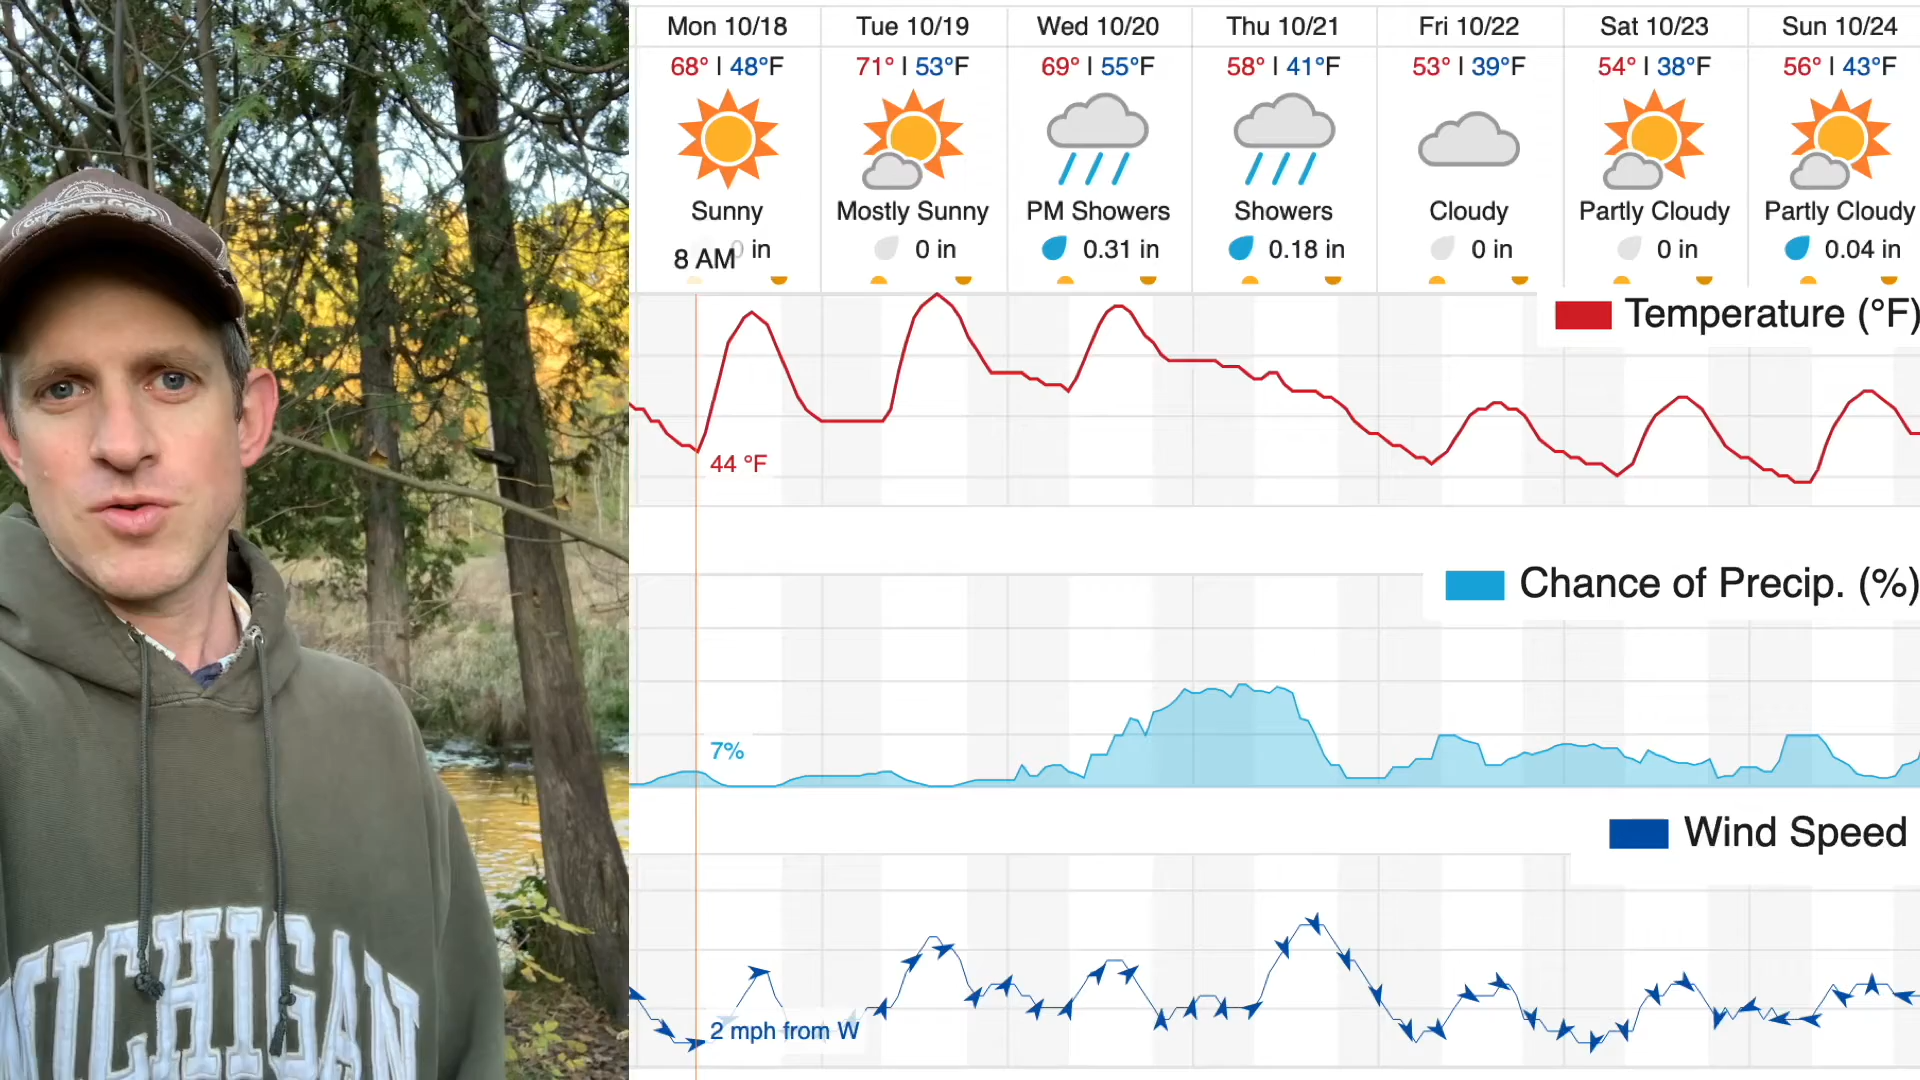 Mon 10/18 Tue 10/19 Wed 10/20 Thu 10/21 Fri 10/22 Sat 10/23 Sun 10/24
68° | 48°F 71° | 53°F 69° | 55°F 58° | 41°F 53° | 39°F 54° | 38°F 56° | 43°F
Sunny Mostly Sunny PM Showers Showers Cloudy Partly Cloudy Partly Cloudy
0 in 0 in 0.31 in 0.18 in 0 in 0 in 0.04 in
8 AM
Temperature (°F)
44 °F
Chance of Precip. (%)
7%
Wind Speed
2 mph from W
MICHIGAN